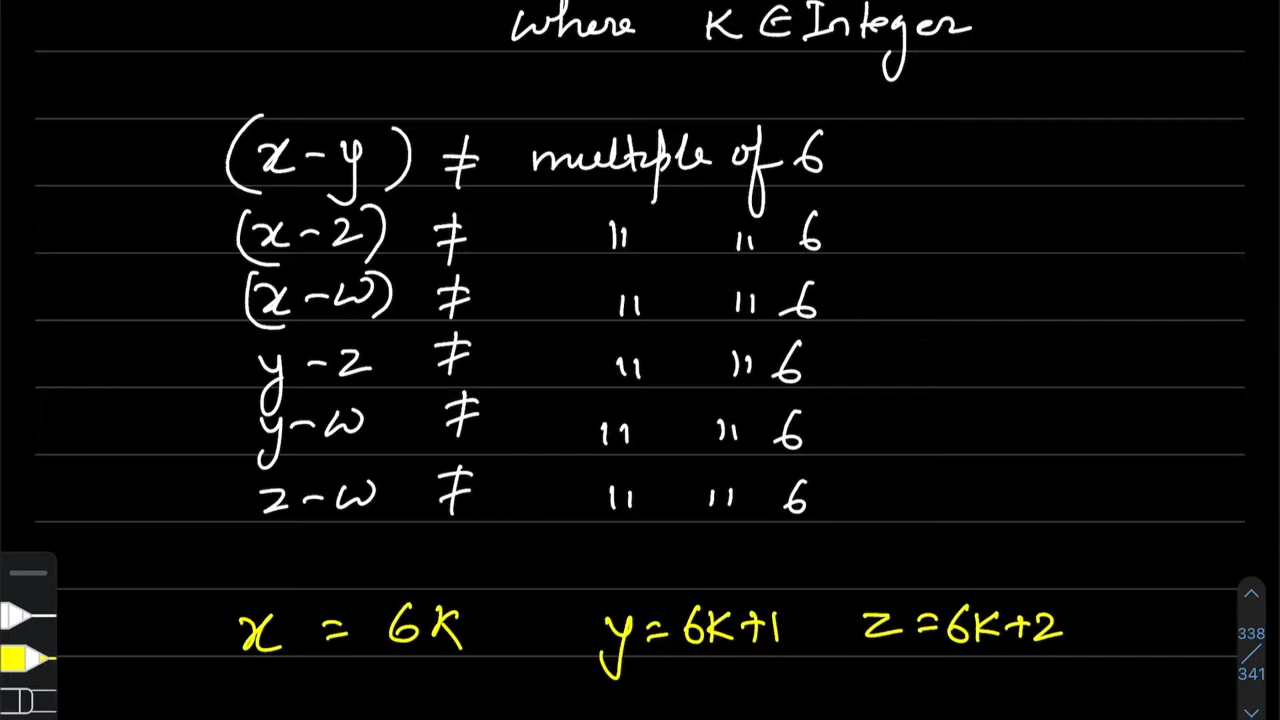 where K ∈ Integer
(x-y) ≠ multiple of 6
(x-z) ≠ " " 6
(x-w) ≠ " " 6
y-z ≠ " " 6
y-w ≠ " " 6
z-w ≠ " " 6
x = 6K y=6K+1 z=6K+2
338/341